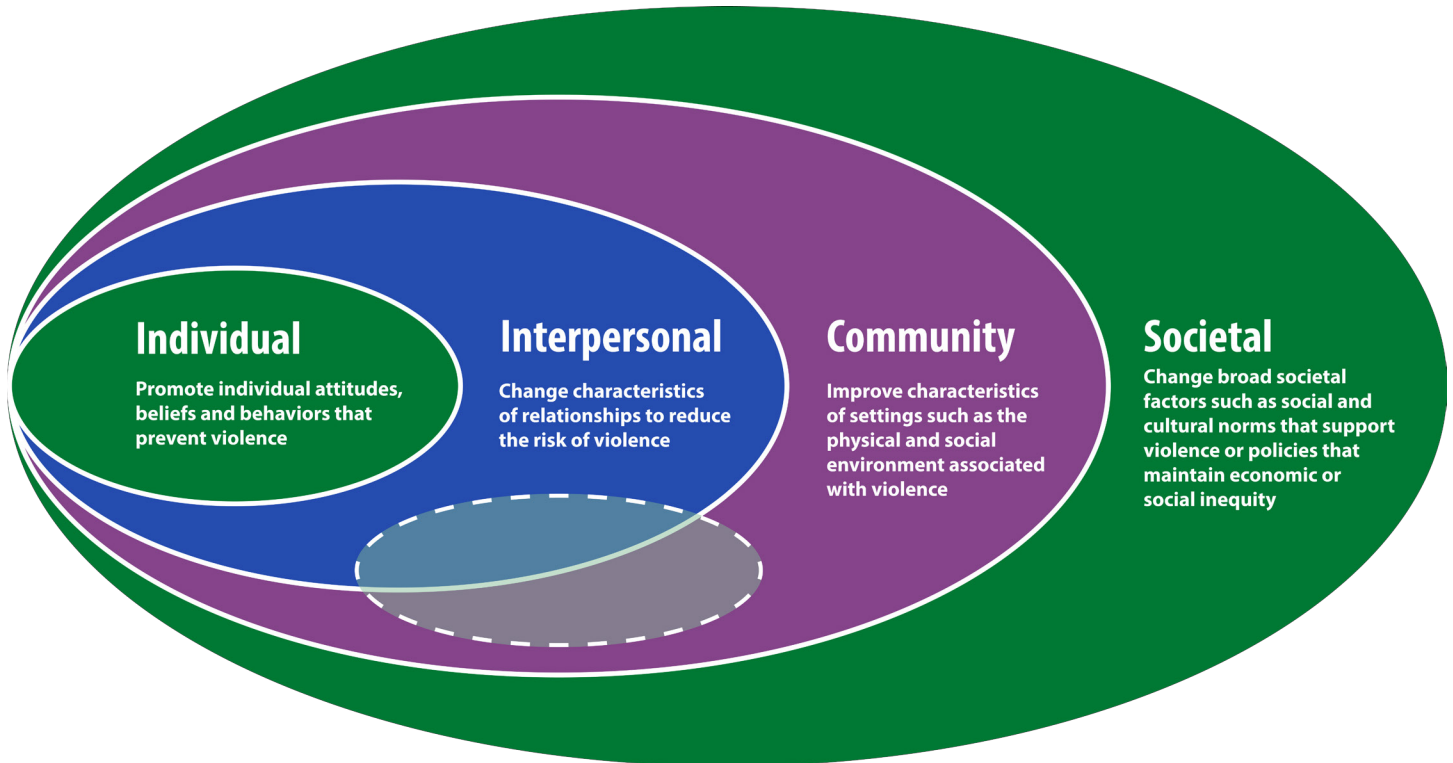 Individual
Promote individual attitudes,
beliefs and behaviors that
prevent violence
Interpersonal
Change characteristics
of relationships to reduce
the risk of violence
Community
Improve characteristics
of settings such as the
physical and social
environment associated
with violence
Societal
Change broad societal
factors such as social and
cultural norms that support
violence or policies that
maintain economic or
social inequity